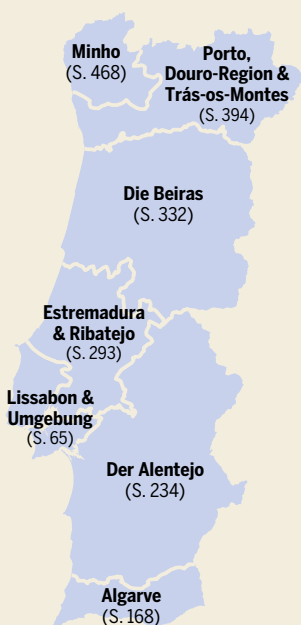 Minho
(S. 468)
Porto,
Douro-Region &
Trás-os-Montes
(S. 394)
Die Beiras
(S. 332)
Estremadura
& Ribatejo
(S. 293)
Lissabon &
Umgebung
(S. 65)
Der Alentejo
(S. 234)
Algarve
(S. 168)